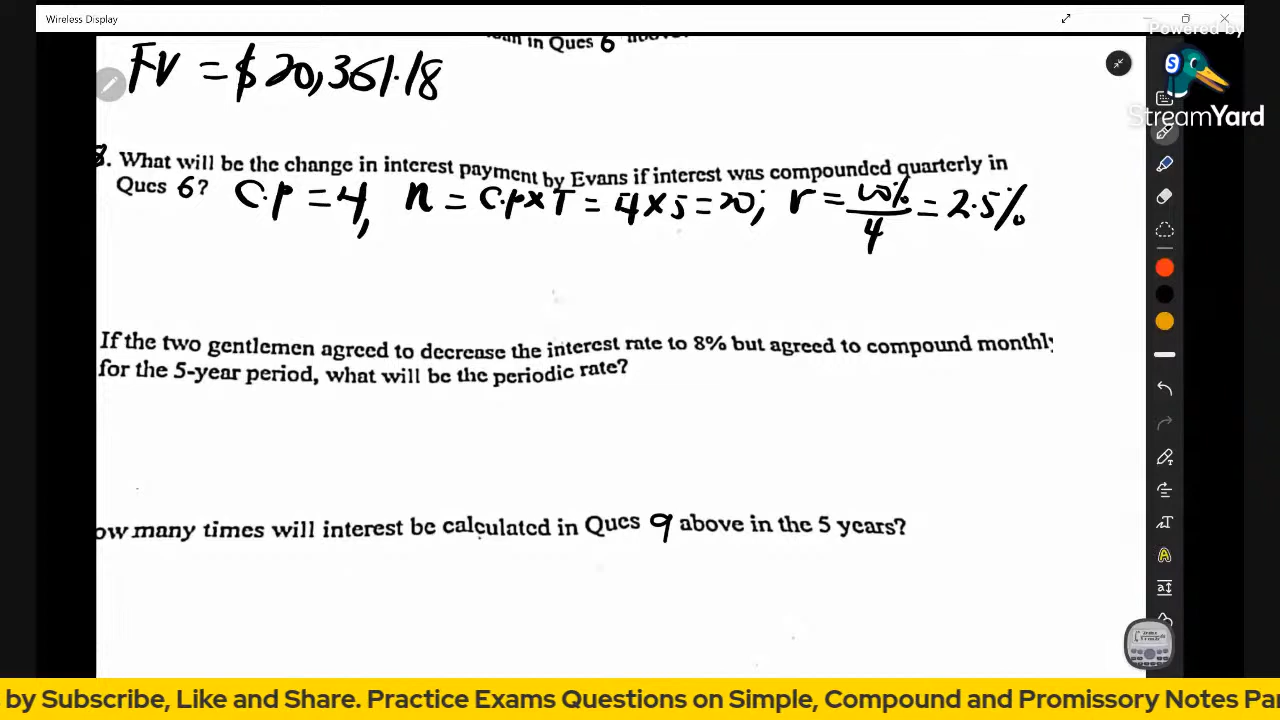 Wireless Display
Powered by
StreamYard
in Ques 6 above
FV = $20,361.18
8. What will be the change in interest payment by Evans if interest was compounded quarterly in
Ques 6? C.P = 4, n = C.P×T = 4×5 = 20; r = 10%/4 = 2.5%
If the two gentlemen agreed to decrease the interest rate to 8% but agreed to compound monthly
for the 5-year period, what will be the periodic rate?
ow many times will interest be calculated in Ques 9 above in the 5 years?
by Subscribe, Like and Share. Practice Exams Questions on Simple, Compound and Promissory Notes Par